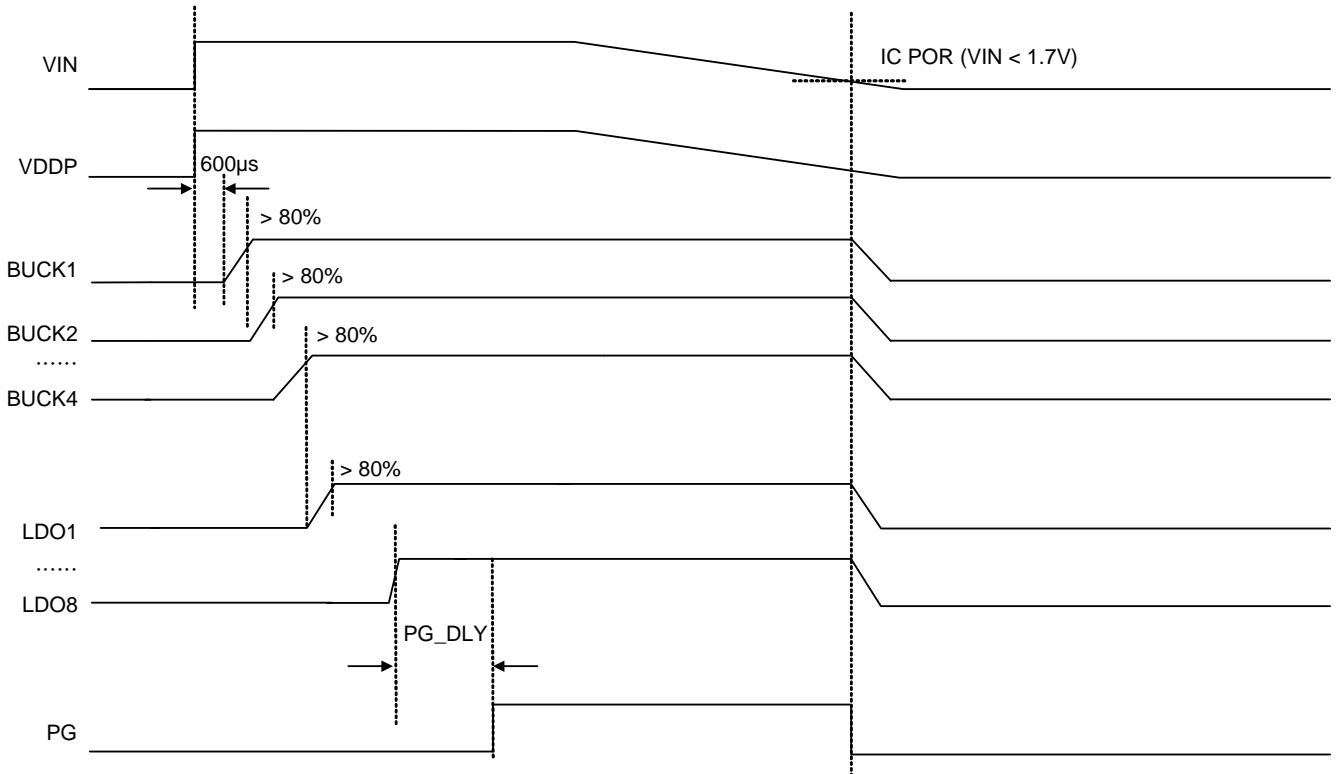 VIN
IC POR (VIN < 1.7V)
VDDP
600µs
> 80%
BUCK1
> 80%
BUCK2
......
> 80%
BUCK4
> 80%
LDO1
......
LDO8
PG_DLY
PG